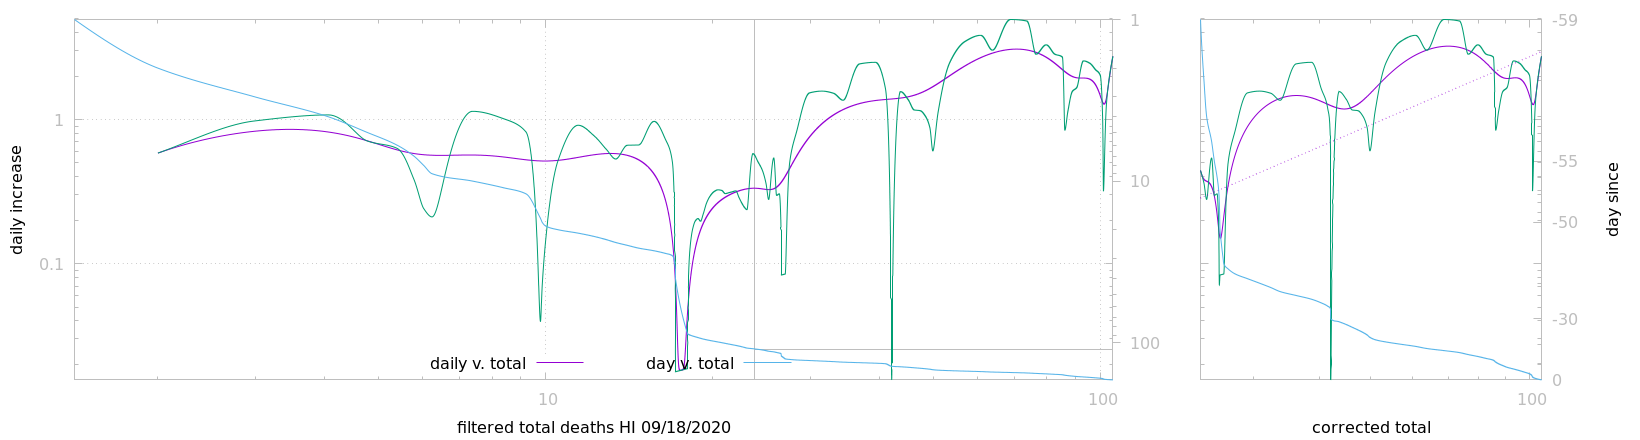 1
-59
1
-55
daily increase
10
day since
-50
0.1
-30
100
daily v. total
day v. total
0
10
100
100
filtered total deaths HI 09/18/2020
corrected total